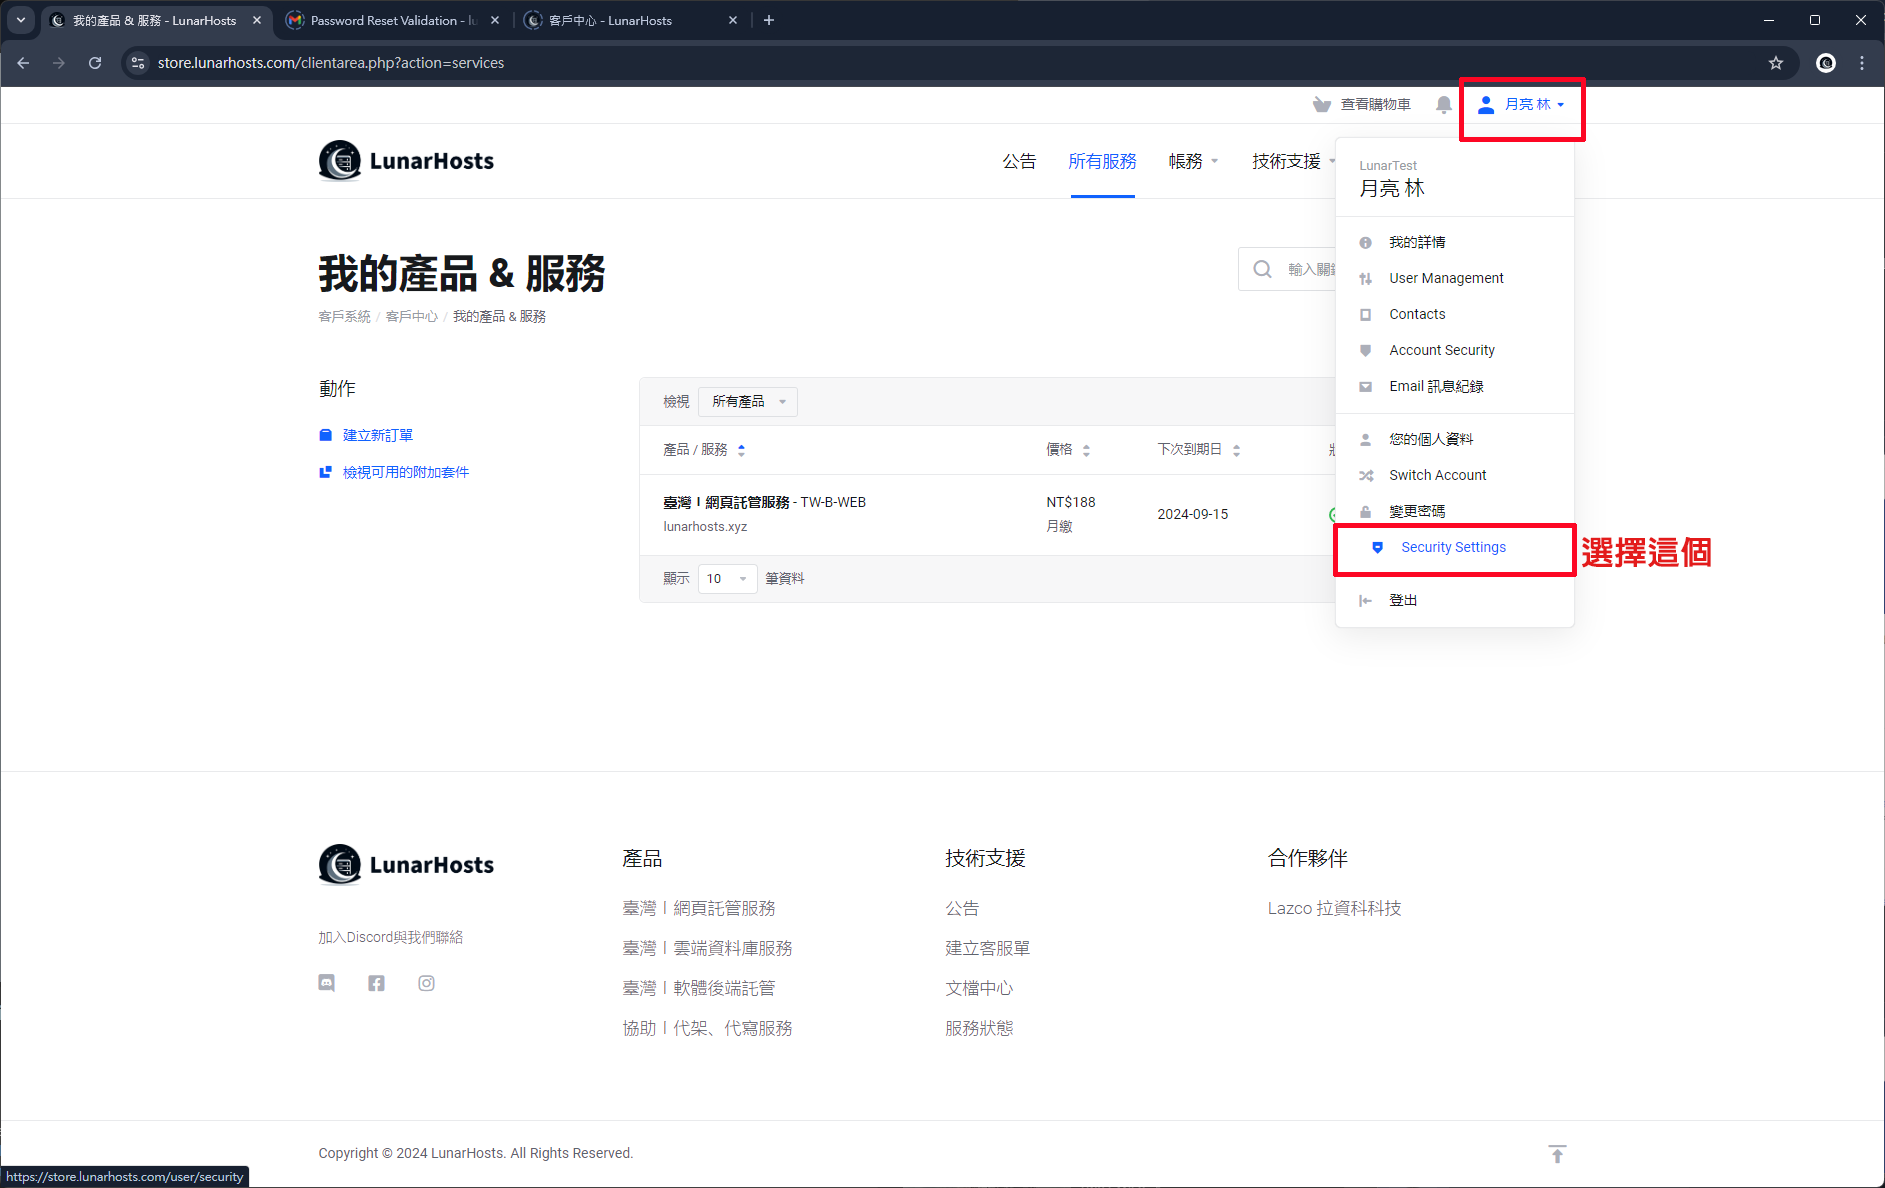 我的產品 & 服務 - LunarHosts
Password Reset Validation - lu
客戶中心 - LunarHosts
store.lunarhosts.com/clientarea.php?action=services
查看購物車
月亮 林
LunarHosts
公告
所有服務
帳務
技術支援
LunarTest
月亮 林
我的詳情
User Management
Contacts
Account Security
Email 訊息紀錄
您的個人資料
Switch Account
變更密碼
Security Settings
選擇這個
登出
我的產品 & 服務
輸入關
客戶系統 / 客戶中心 / 我的產品 & 服務
動作
建立新訂單
檢視可用的附加套件
檢視 所有產品
產品 / 服務
價格
下次到期日
臺灣｜網頁託管服務 - TW-B-WEB
lunarhosts.xyz
NT$188
月繳
2024-09-15
顯示 10 筆資料
LunarHosts
加入Discord與我們聯絡
產品
臺灣｜網頁託管服務
臺灣｜雲端資料庫服務
臺灣｜軟體後端託管
協助｜代架、代寫服務
技術支援
公告
建立客服單
文檔中心
服務狀態
合作夥伴
Lazco 拉資科科技
Copyright © 2024 LunarHosts. All Rights Reserved.
https://store.lunarhosts.com/user/security